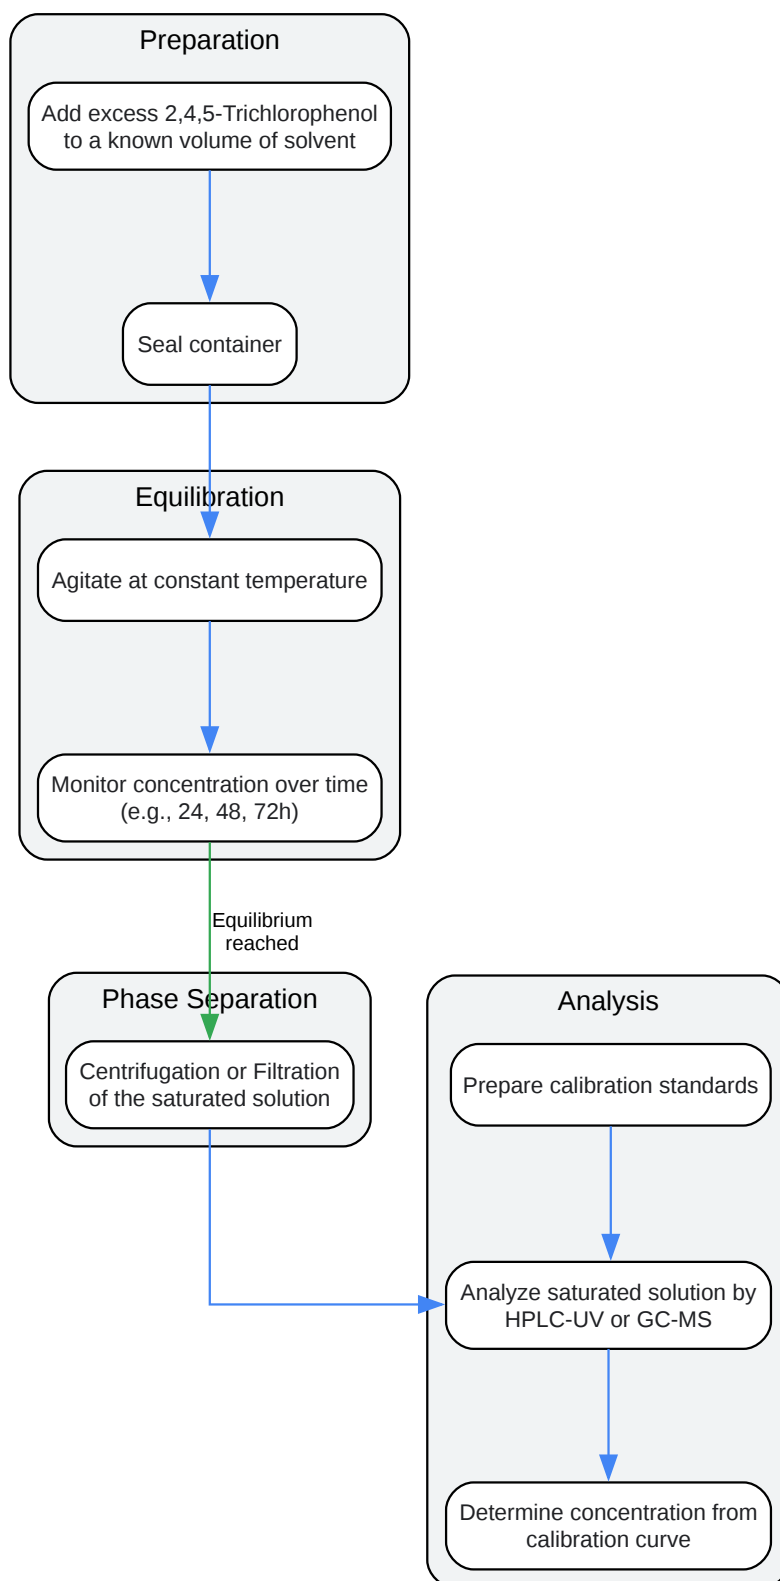 Preparation
Add excess 2,4,5-Trichlorophenol
to a known volume of solvent
Seal container
Equilibration
Agitate at constant temperature
Monitor concentration over time
(e.g., 24, 48, 72h)
Equilibrium
reached
Phase Separation
Centrifugation or Filtration
of the saturated solution
Analysis
Prepare calibration standards
Analyze saturated solution by
HPLC-UV or GC-MS
Determine concentration from
calibration curve